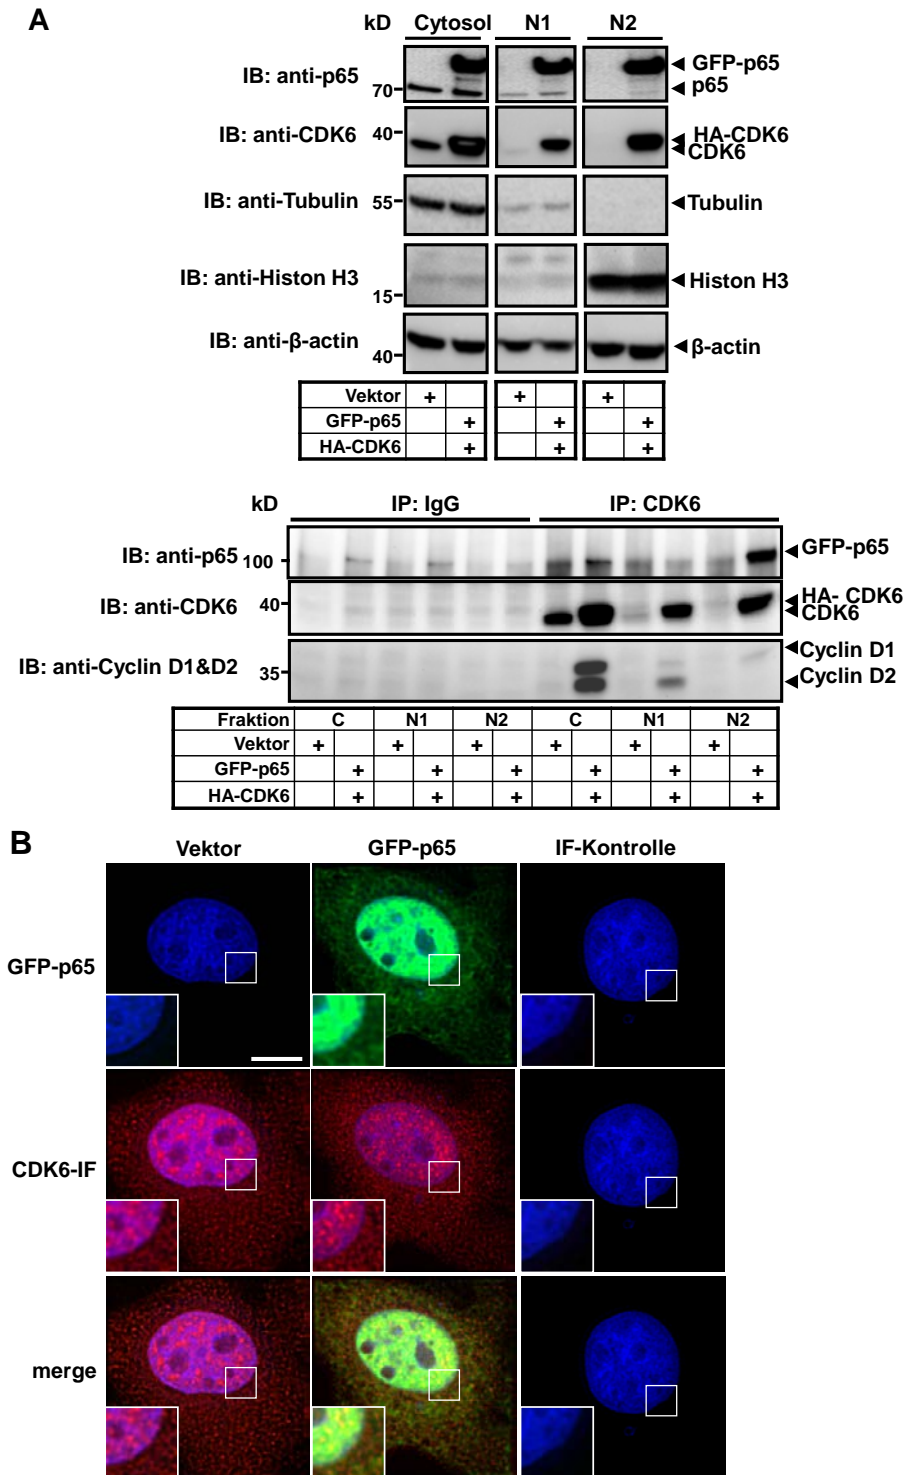 A
kD Cytosol N1 N2
IB: anti-p65 70 GFP-p65
p65
IB: anti-CDK6 40 HA-CDK6
CDK6
IB: anti-Tubulin 55 Tubulin
IB: anti-Histon H3 15 Histon H3
IB: anti-β-actin 40 β-actin
Vektor + + +
GFP-p65 + + +
HA-CDK6 + + +
kD IP: IgG IP: CDK6
IB: anti-p65 100 GFP-p65
IB: anti-CDK6 40 HA- CDK6
CDK6
IB: anti-Cyclin D1&D2 35 Cyclin D1
Cyclin D2
Fraktion C N1 N2 C N1 N2
Vektor + + + + + +
GFP-p65 + + + + + +
HA-CDK6 + + + + + +
B
Vektor GFP-p65 IF-Kontrolle
GFP-p65
CDK6-IF
merge